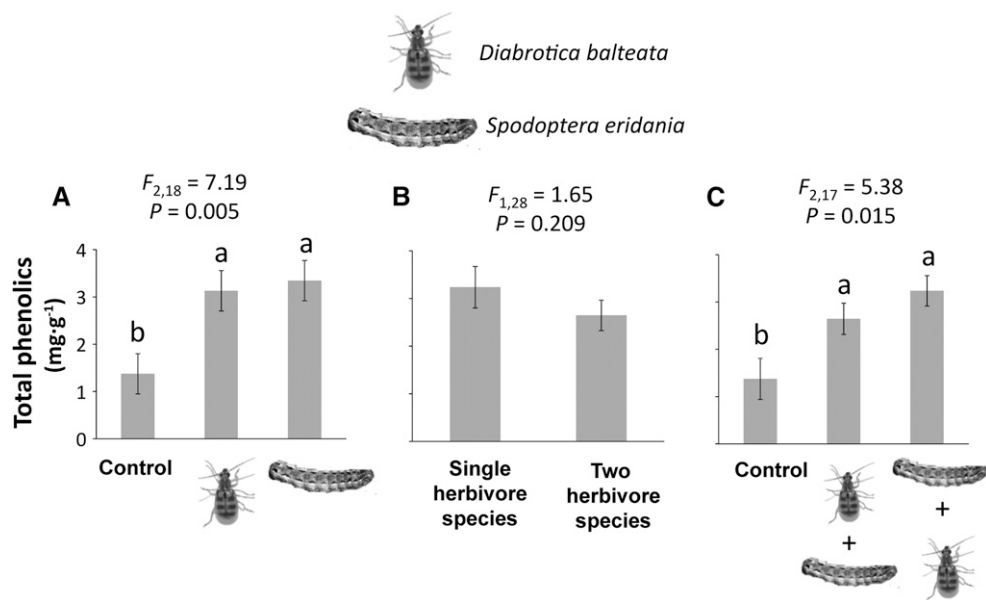 Diabrotica balteata
Spodoptera eridania
A
F2,18 = 7.19
P = 0.005
Total phenolics
(mg·g-1)
4
3
2
1
0
b
a
a
Control
B
F1,28 = 1.65
P = 0.209
Single
herbivore
species
Two
herbivore
species
C
F2,17 = 5.38
P = 0.015
b
a
a
Control
+
+